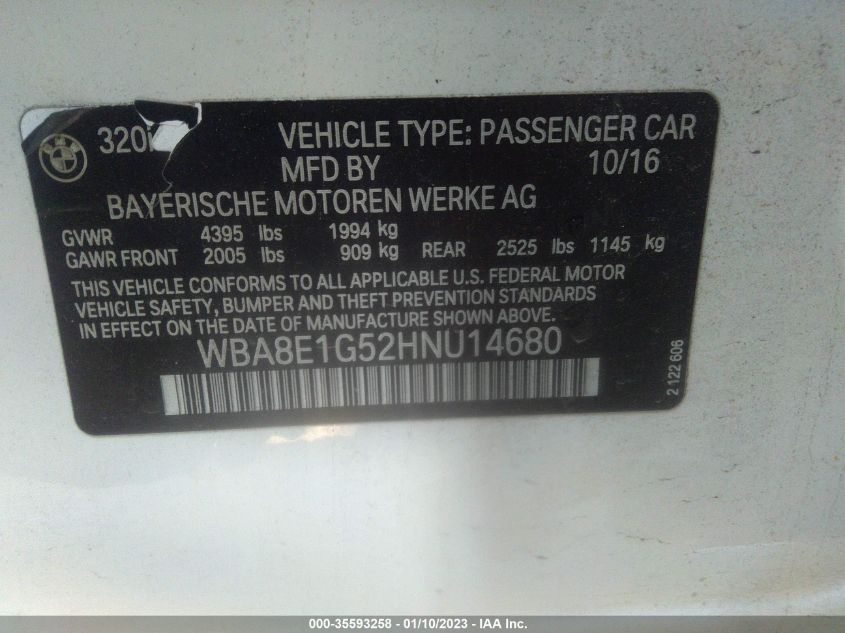 320i VEHICLE TYPE: PASSENGER CAR
MFD BY 10/16
BAYERISCHE MOTOREN WERKE AG
GVWR 4395 lbs 1994 kg
GAWR FRONT 2005 lbs 909 kg REAR 2525 lbs 1145 kg
THIS VEHICLE CONFORMS TO ALL APPLICABLE U.S. FEDERAL MOTOR
VEHICLE SAFETY, BUMPER AND THEFT PREVENTION STANDARDS
IN EFFECT ON THE DATE OF MANUFACTURE SHOWN ABOVE.
WBA8E1G52HNU14680
2 122 606
000-35593258 - 01/10/2023 - IAA Inc.